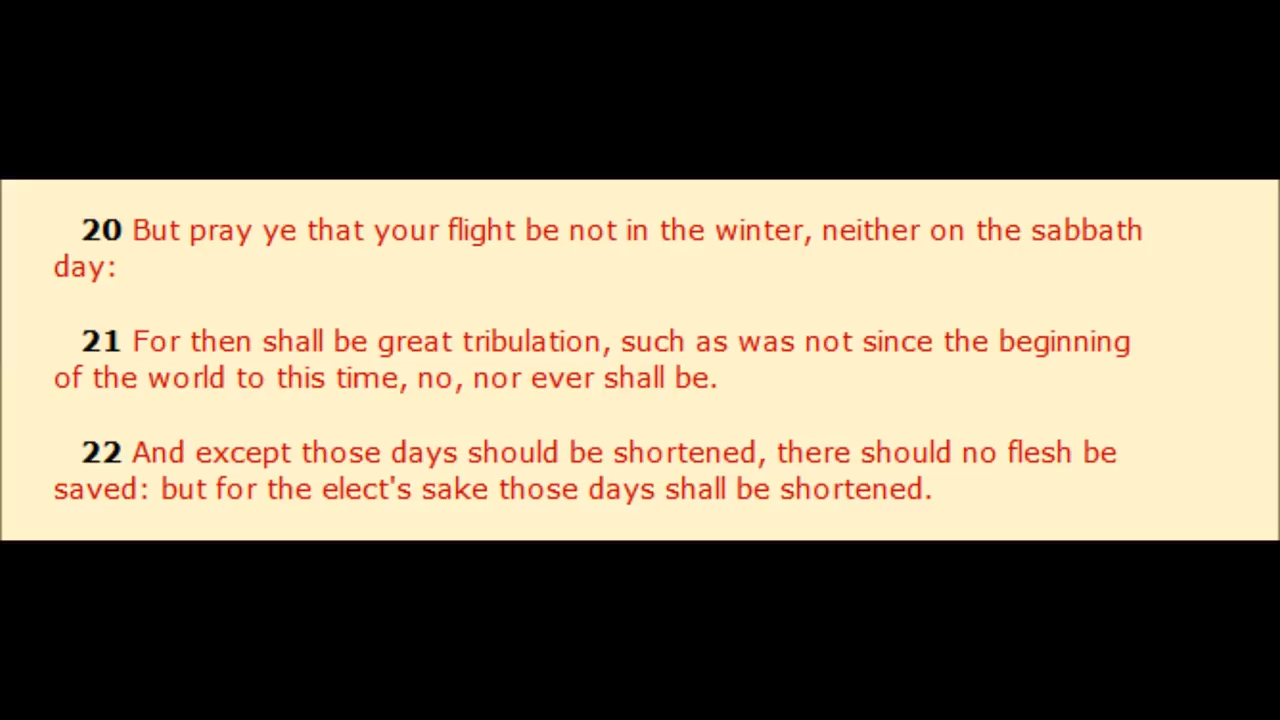 20 But pray ye that your flight be not in the winter, neither on the sabbath
day:
21 For then shall be great tribulation, such as was not since the beginning
of the world to this time, no, nor ever shall be.
22 And except those days should be shortened, there should no flesh be
saved: but for the elect's sake those days shall be shortened.